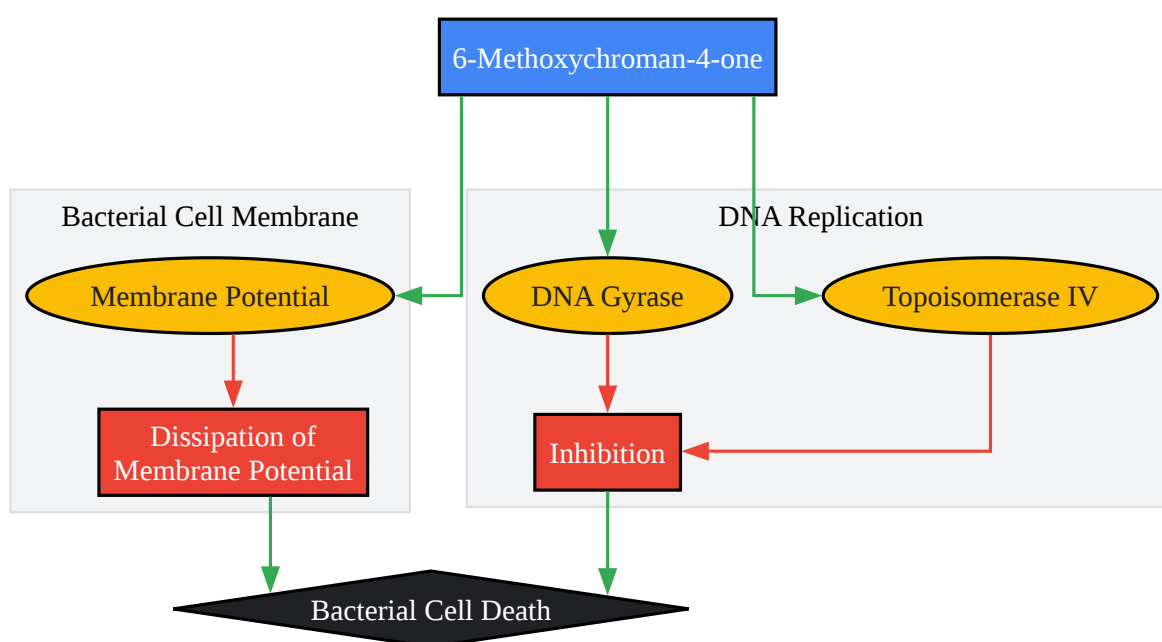 6-Methoxychroman-4-one
Bacterial Cell Membrane
DNA Replication
Membrane Potential
DNA Gyrase
Topoisomerase IV
Dissipation of
Membrane Potential
Inhibition
Bacterial Cell Death